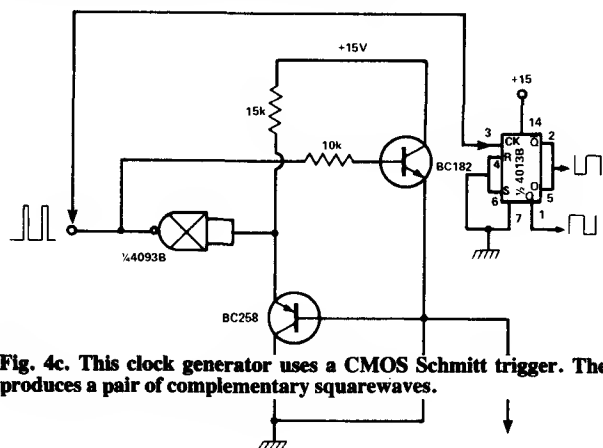 +15V
+15
15k
14
3
2
CK
Q
10k
4
R
BC182
½ 4013B
S
D
6
Q
5
7
1
¼4093B
BC258
Fig. 4c. This clock generator uses a CMOS Schmitt trigger. The
produces a pair of complementary squarewaves.